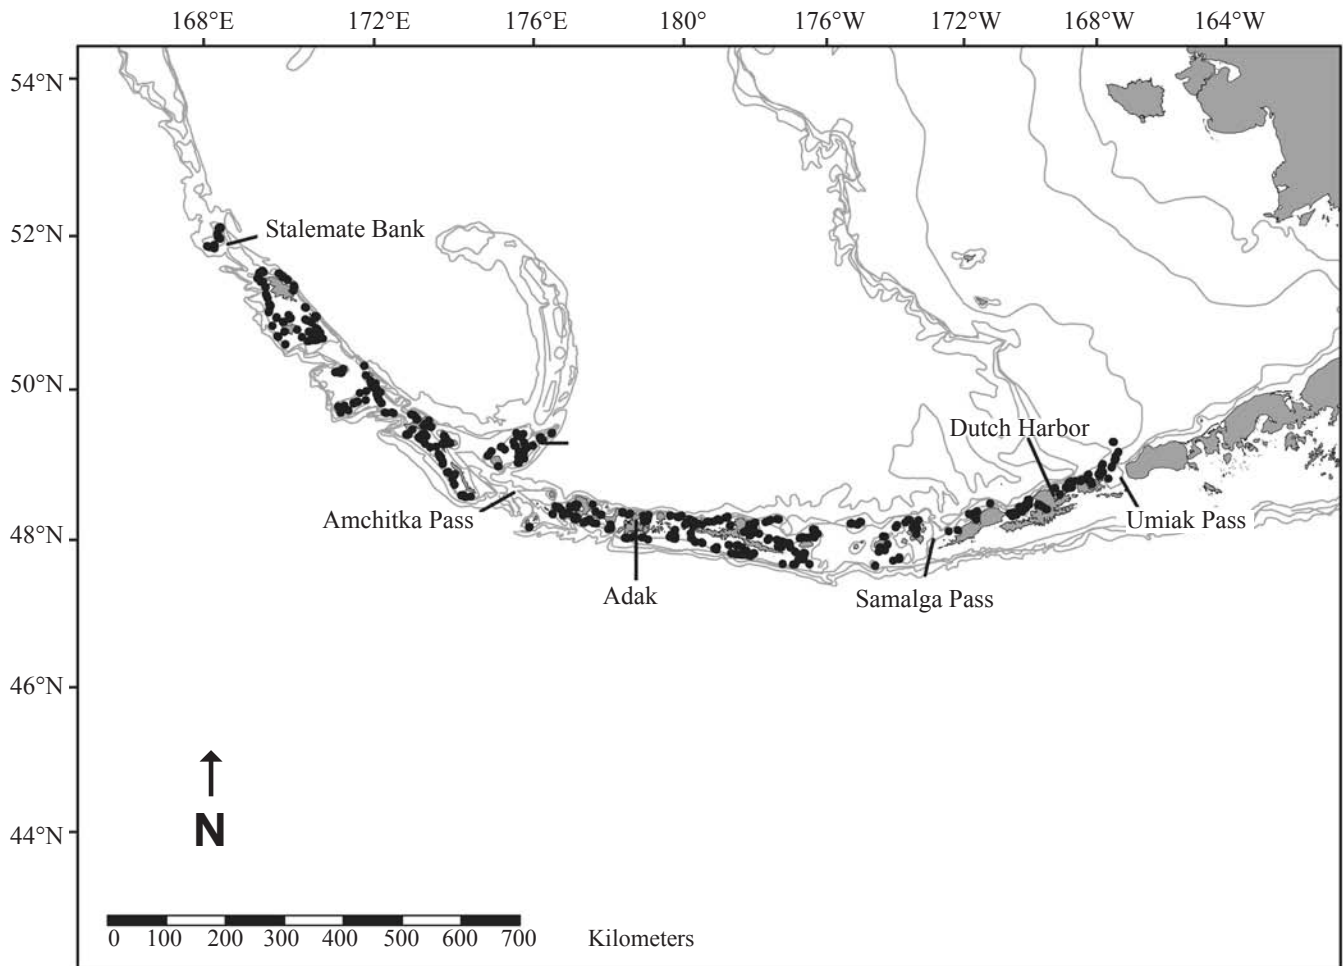 168°E 172°E 176°E 180° 176°W 172°W 168°W 164°W
54°N
52°N
Stalemate Bank
50°N
Dutch Harbor
Amchitka Pass
Umiak Pass
48°N
Adak
Samalga Pass
46°N
44°N
N
0 100 200 300 400 500 600 700 Kilometers